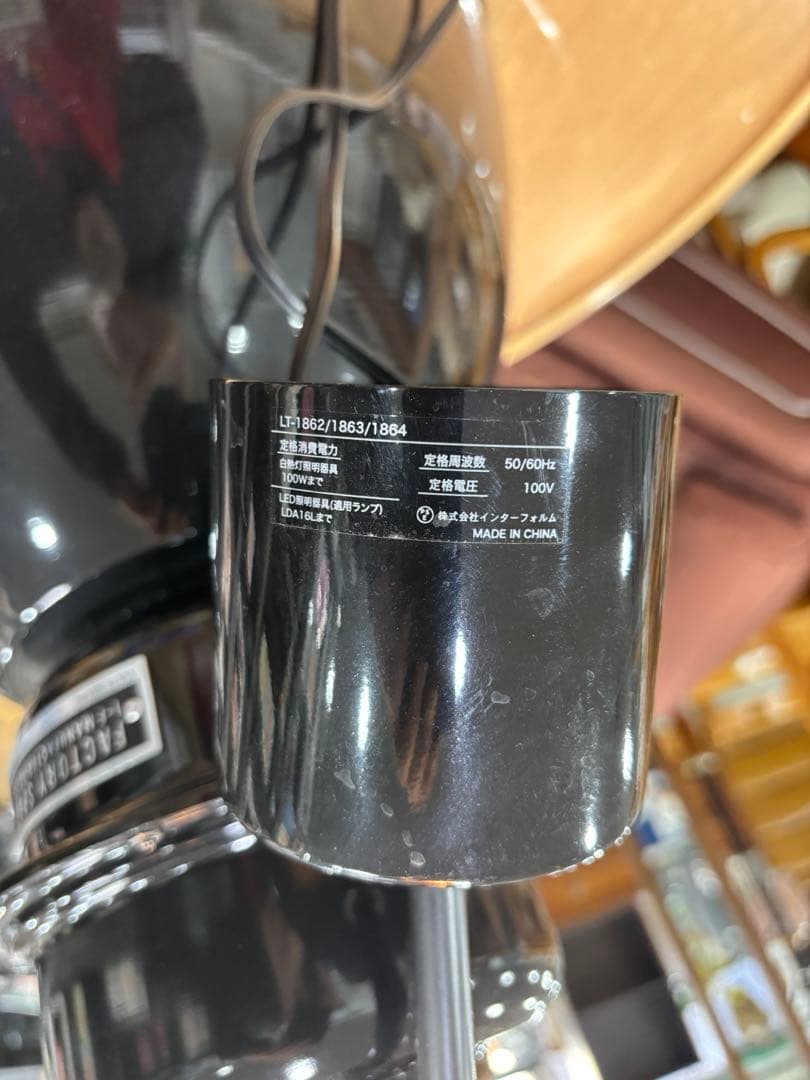 LT-1862/1863/1864
定格消費電力
白熱灯照明器具
100Wまで
LED照明器具(適用ランプ)
LDA16Lまで
定格周波数 50/60Hz
定格電圧 100V
株式会社インターフォルム
MADE IN CHINA
FACTORY